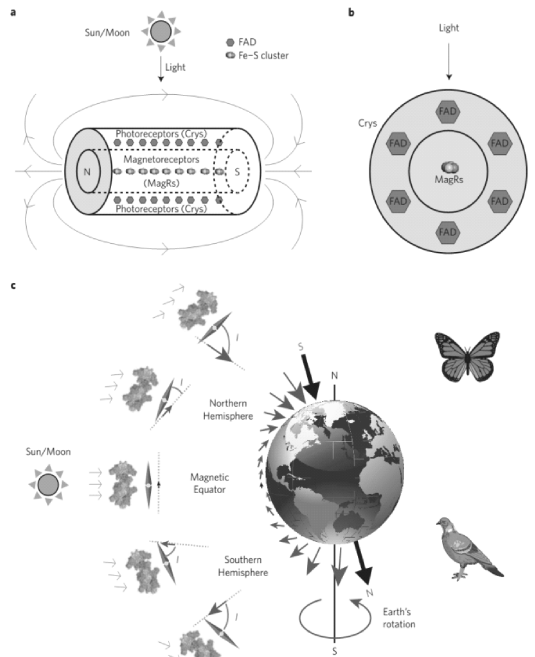 a
Sun/Moon
FAD
Fe–S cluster
Light
Photoreceptors (Crys)
Magnetoreceptors
N
S
(MagRs)
Photoreceptors (Crys)
b
Light
Crys
FAD
FAD
FAD
MagRs
FAD
FAD
FAD
c
I
S
N
I
Northern
Hemisphere
Sun/Moon
Magnetic
Equator
I
Southern
Hemisphere
I
N
Earth's
rotation
S